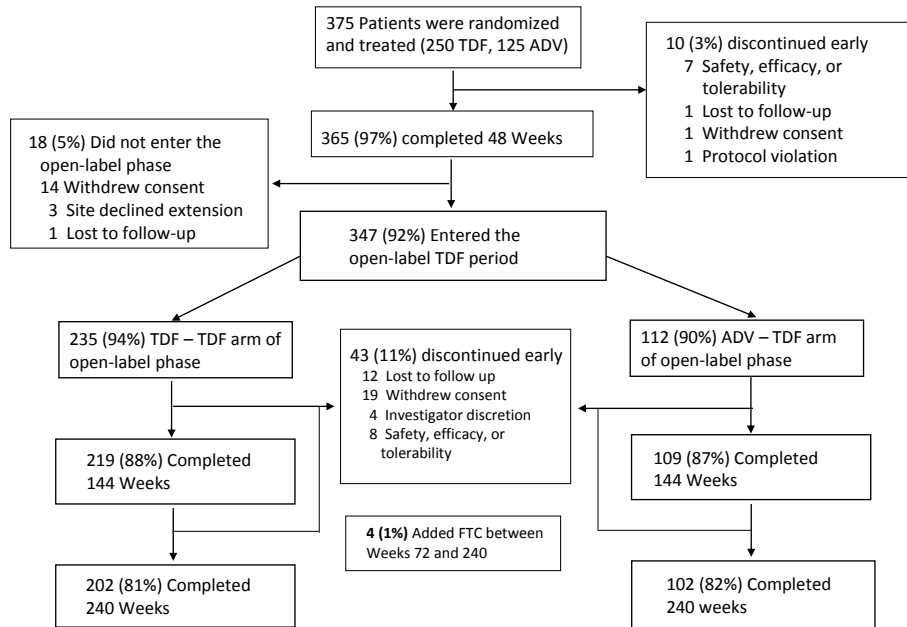 375 Patients were randomized
and treated (250 TDF, 125 ADV)
10 (3%) discontinued early
7 Safety, efficacy, or
tolerability
1 Lost to follow-up
1 Withdrew consent
1 Protocol violation
365 (97%) completed 48 Weeks
18 (5%) Did not enter the
open-label phase
14 Withdrew consent
3 Site declined extension
1 Lost to follow-up
347 (92%) Entered the
open-label TDF period
235 (94%) TDF – TDF arm of
open-label phase
43 (11%) discontinued early
12 Lost to follow up
19 Withdrew consent
4 Investigator discretion
8 Safety, efficacy, or
tolerability
112 (90%) ADV – TDF arm
of open-label phase
219 (88%) Completed
144 Weeks
109 (87%) Completed
144 Weeks
4 (1%) Added FTC between
Weeks 72 and 240
202 (81%) Completed
240 Weeks
102 (82%) Completed
240 weeks